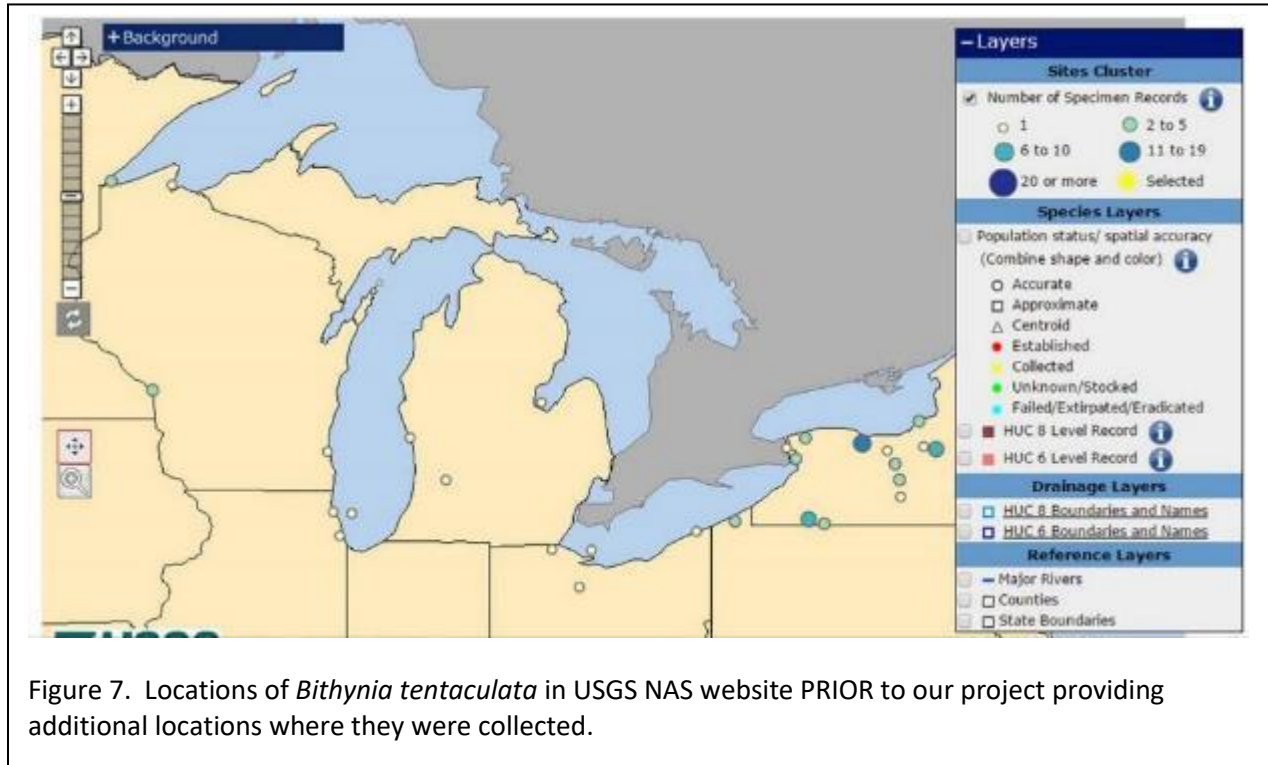 +Background
–Layers
Sites Cluster
Number of Specimen Records
1
2 to 5
6 to 10
11 to 19
20 or more
Selected
Species Layers
Population status/ spatial accuracy
(Combine shape and color)
Accurate
Approximate
Centroid
Established
Collected
Unknown/Stocked
Failed/Extirpated/Eradicated
HUC 8 Level Record
HUC 6 Level Record
Drainage Layers
HUC 8 Boundaries and Names
HUC 6 Boundaries and Names
Reference Layers
Major Rivers
Counties
State Boundaries
Figure 7. Locations of Bithynia tentaculata in USGS NAS website PRIOR to our project providing
additional locations where they were collected.